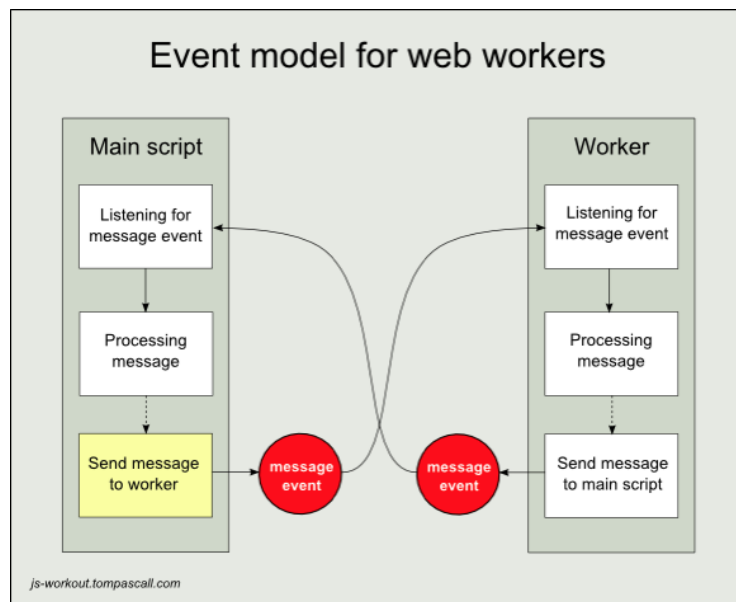 Event model for web workers
Main script
Listening for
message event
Processing
message
Send message
to worker
message
event
Worker
Listening for
message event
Processing
message
Send message
to main script
message
event
js-workout.tompascall.com